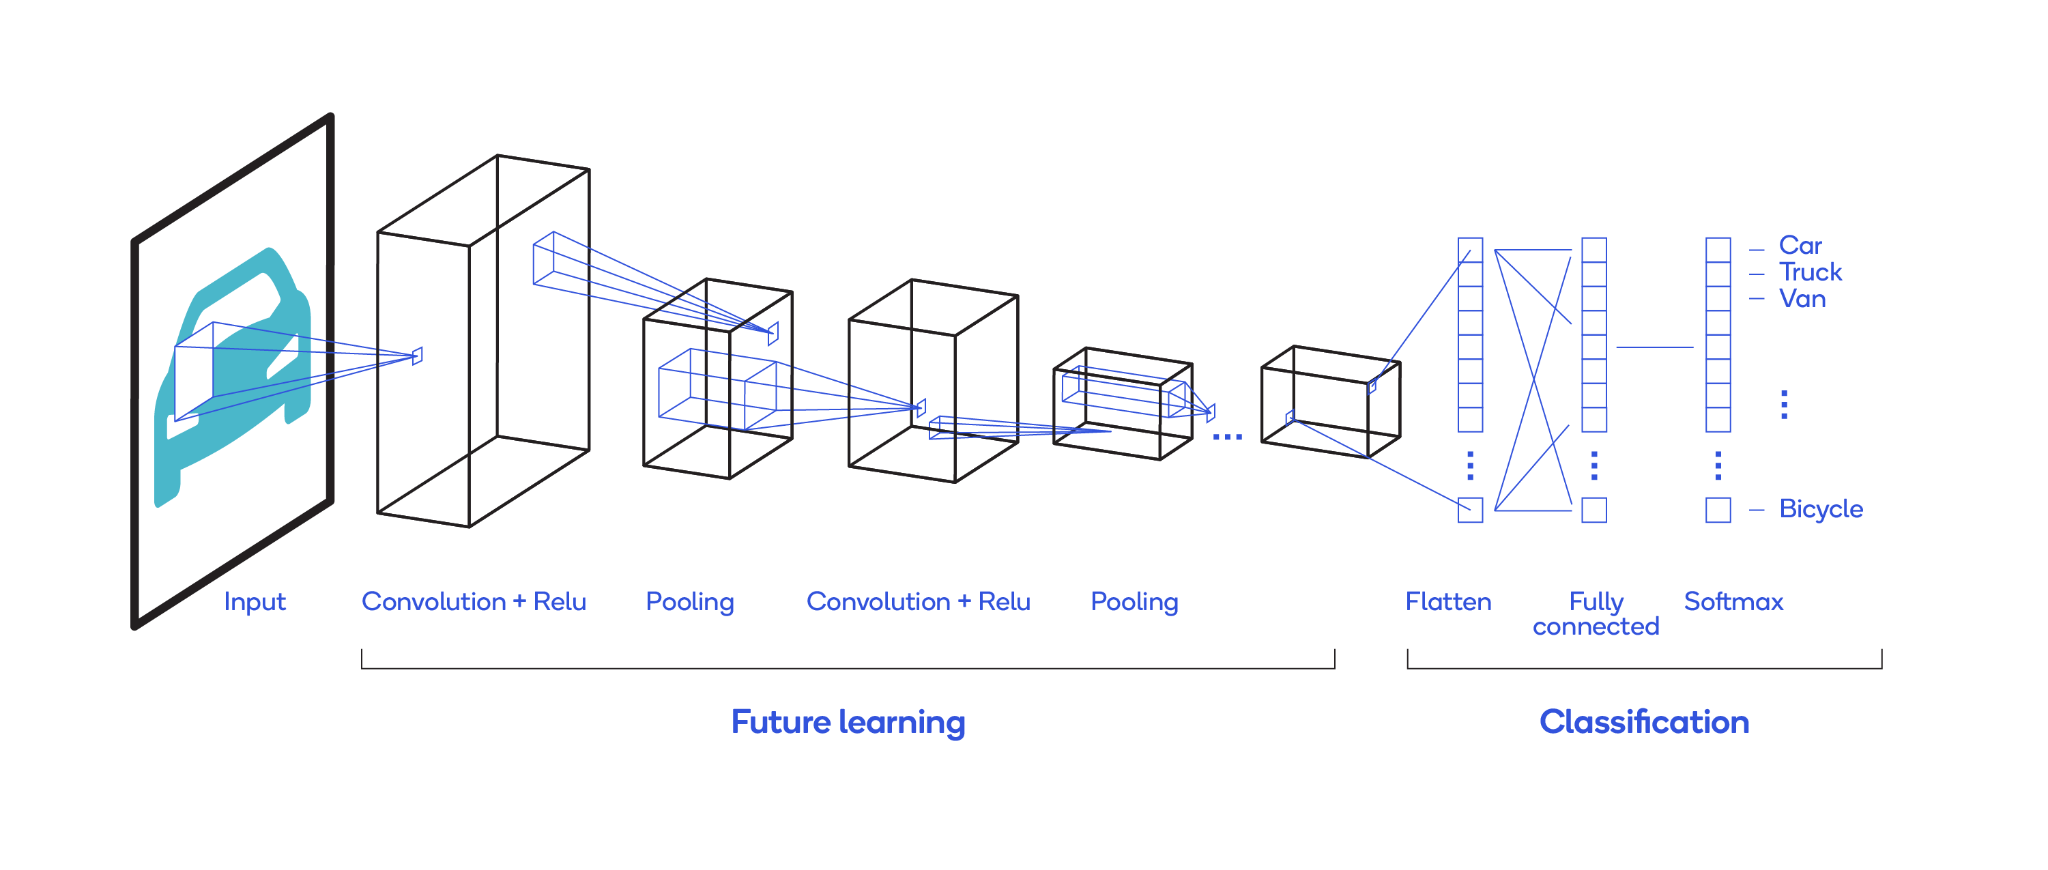 Car
Truck
Van
Bicycle
Input
Convolution + Relu
Pooling
Convolution + Relu
Pooling
Flatten
Fully
connected
Softmax
Future learning
Classification